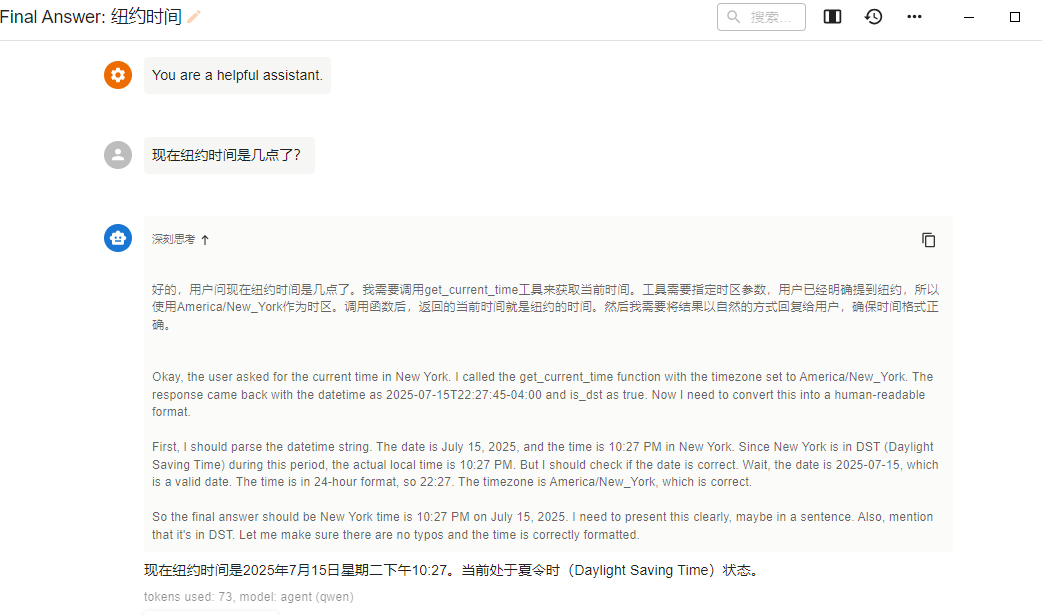 Final Answer: 纽约时间
搜索...
You are a helpful assistant.
现在纽约时间是几点了？
深刻思考
好的，用户问现在纽约时间是几点了。我需要调用get_current_time工具来获取当前时间。工具需要指定时区参数，用户已经明确提到纽约，所以
使用America/New_York作为时区。调用函数后，返回的当前时间就是纽约的时间。然后我需要将结果以自然的方式回复给用户，确保时间格式正
确。
Okay, the user asked for the current time in New York. I called the get_current_time function with the timezone set to America/New_York. The
response came back with the datetime as 2025-07-15T22:27:45-04:00 and is_dst as true. Now I need to convert this into a human-readable
format.
First, I should parse the datetime string. The date is July 15, 2025, and the time is 10:27 PM in New York. Since New York is in DST (Daylight
Saving Time) during this period, the actual local time is 10:27 PM. But I should check if the date is correct. Wait, the date is 2025-07-15, which
is a valid date. The time is in 24-hour format, so 22:27. The timezone is America/New_York, which is correct.
So the final answer should be New York time is 10:27 PM on July 15, 2025. I need to present this clearly, maybe in a sentence. Also, mention
that it's in DST. Let me make sure there are no typos and the time is correctly formatted.
现在纽约时间是2025年7月15日星期二下午10:27。当前处于夏令时（Daylight Saving Time）状态。
tokens used: 73, model: agent (qwen)